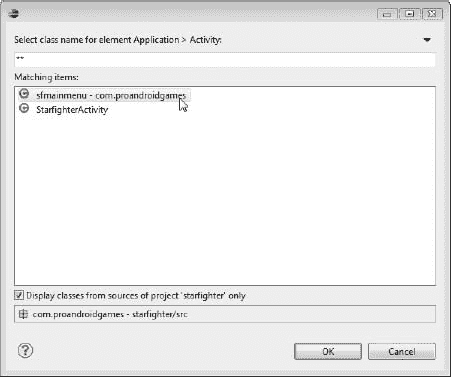 Select class name for element Application > Activity:
**
Matching items:
sfmainmenu - com.proandroidgames
StarfighterActivity
Display classes from sources of project 'starfighter' only
com.proandroidgames - starfighter/src
?
OK
Cancel